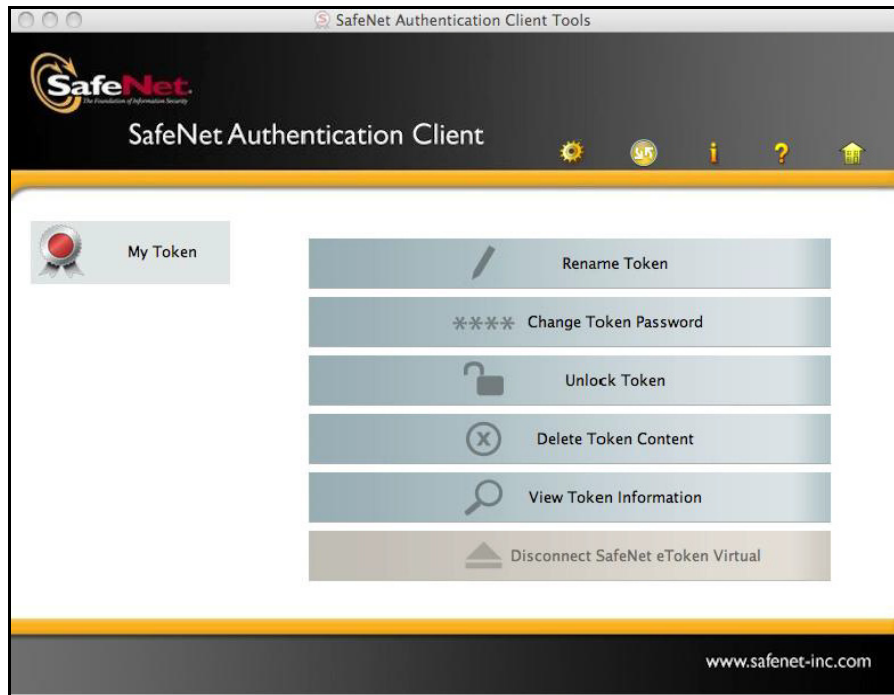 SafeNet Authentication Client Tools
SafeNet.
The Foundation of Information Security
SafeNet Authentication Client
i
?
My Token
Rename Token
**** Change Token Password
Unlock Token
Delete Token Content
View Token Information
Disconnect SafeNet eToken Virtual
www.safenet-inc.com